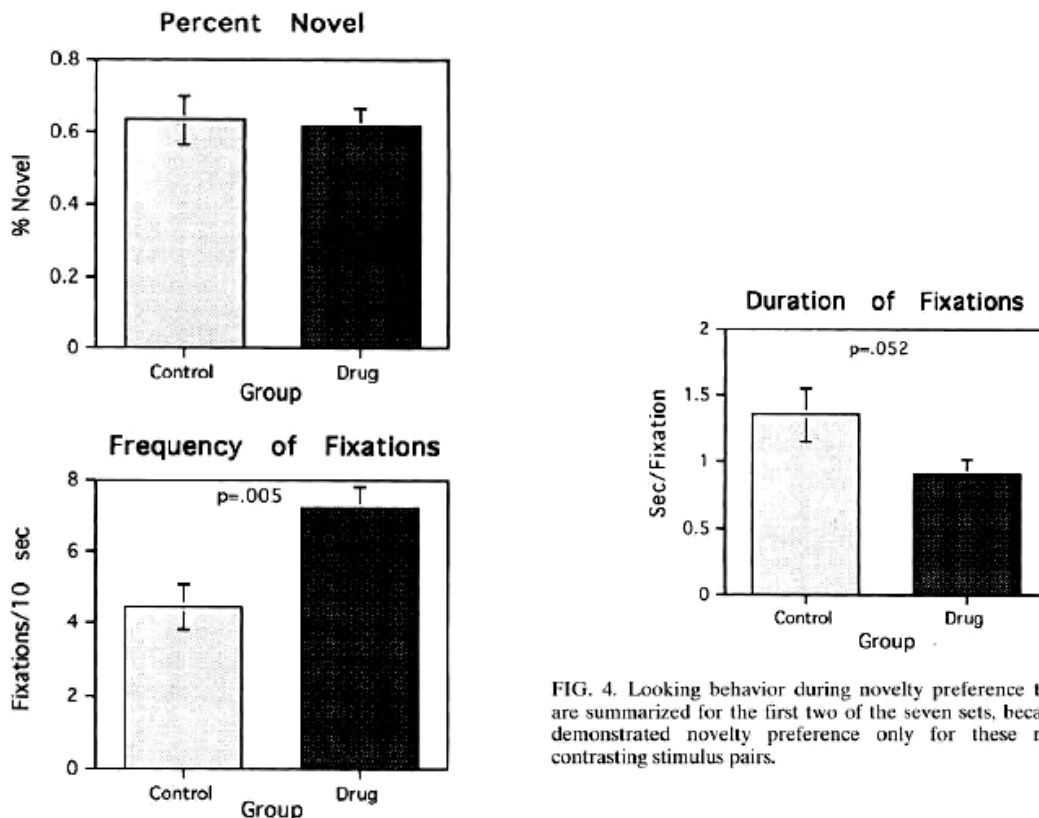 Percent Novel
0.8
0.6
0.4
0.2
0
% Novel
Control Drug
Group
Frequency of Fixations
8
6
4
2
0
p=.005
Fixations/10 sec
Control Drug
Group
Duration of Fixations
2
1.5
1
0.5
0
p=.052
Sec/Fixation
Control Drug
Group
FIG. 4. Looking behavior during novelty preference
are summarized for the first two of the seven sets,
demonstrated novelty preference only for these
contrasting stimulus pairs.